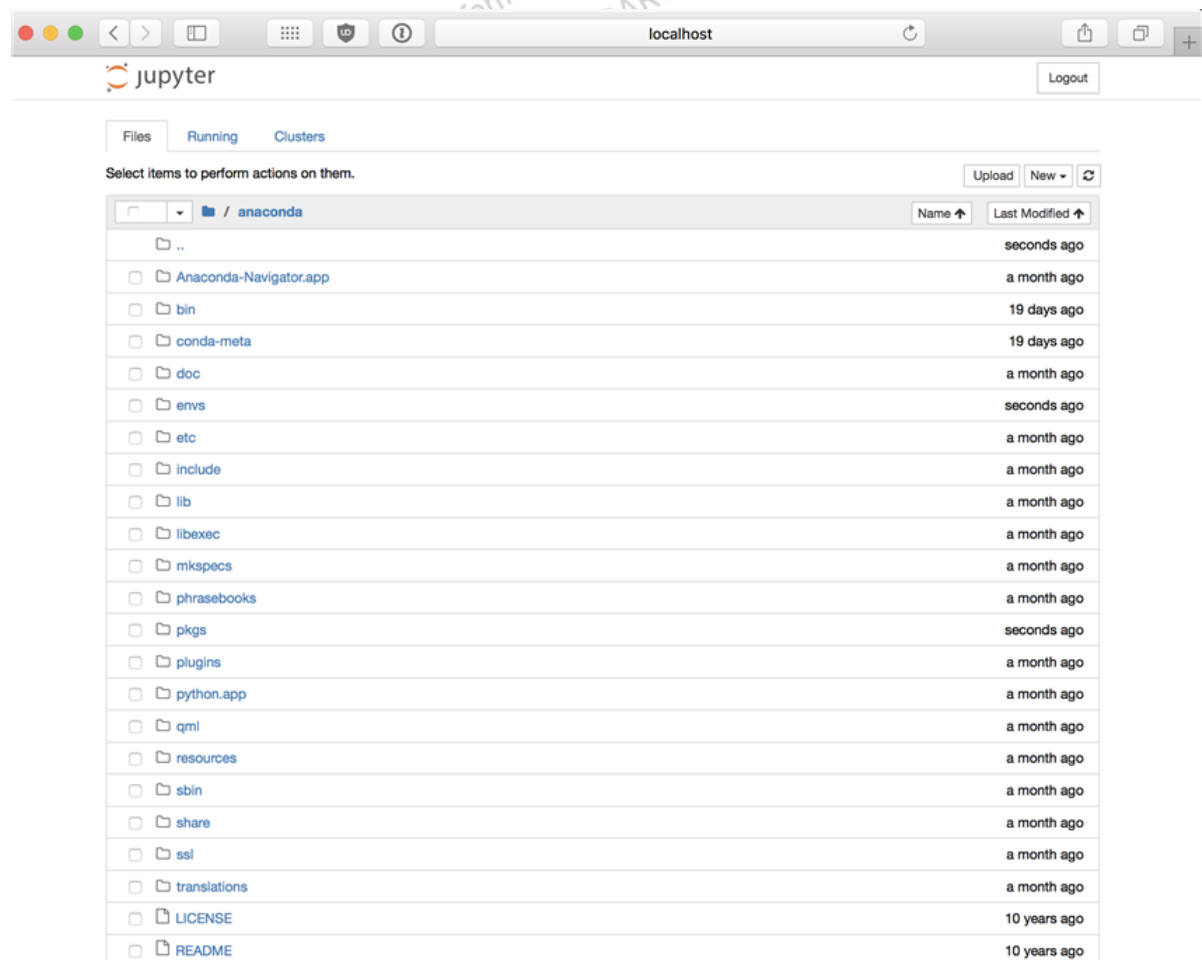 localhost
jupyter
Logout
Files Running Clusters
Select items to perform actions on them.
Upload New
/ anaconda Name Last Modified
.. seconds ago
Anaconda-Navigator.app a month ago
bin 19 days ago
conda-meta 19 days ago
doc a month ago
envs seconds ago
etc a month ago
include a month ago
lib a month ago
libexec a month ago
mkspecs a month ago
phrasebooks a month ago
pkgs seconds ago
plugins a month ago
python.app a month ago
qml a month ago
resources a month ago
sbin a month ago
share a month ago
ssl a month ago
translations a month ago
LICENSE 10 years ago
README 10 years ago